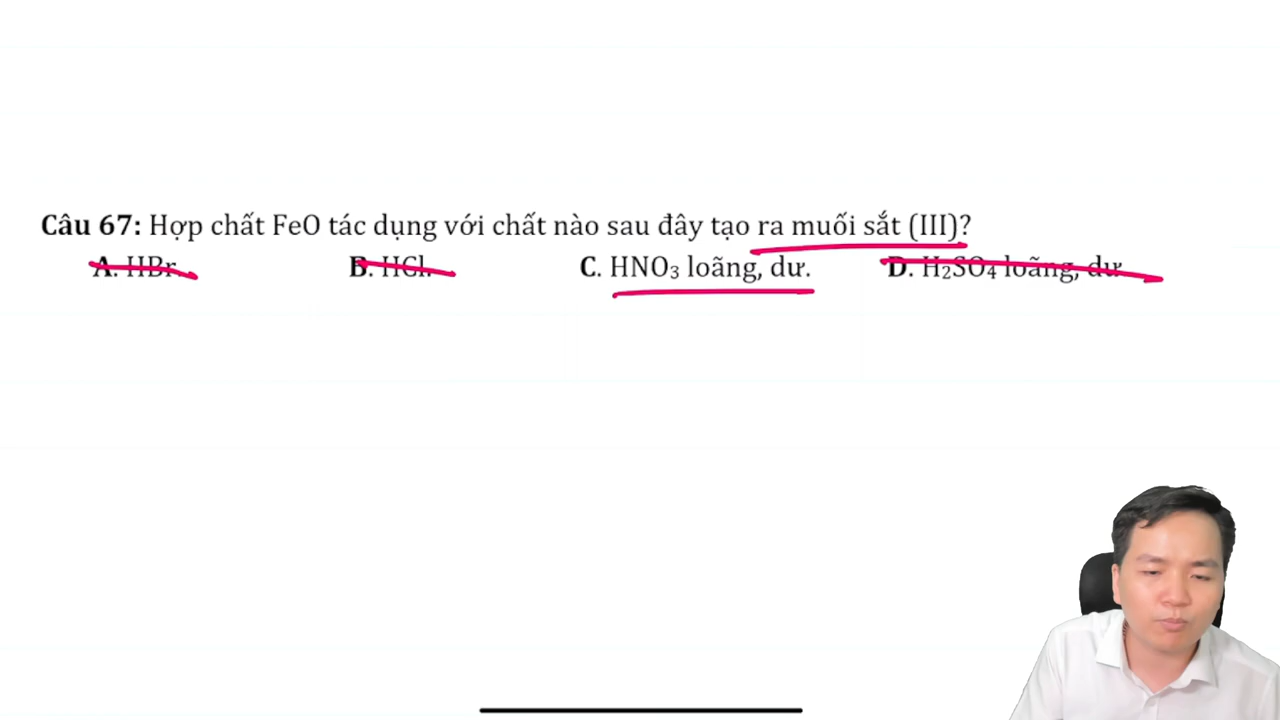 Câu 67: Hợp chất FeO tác dụng với chất nào sau đây tạo ra muối sắt (III)?
A. HBr. B. HCl. C. HNO₃ loãng, dư. D. H₂SO₄ loãng, dư